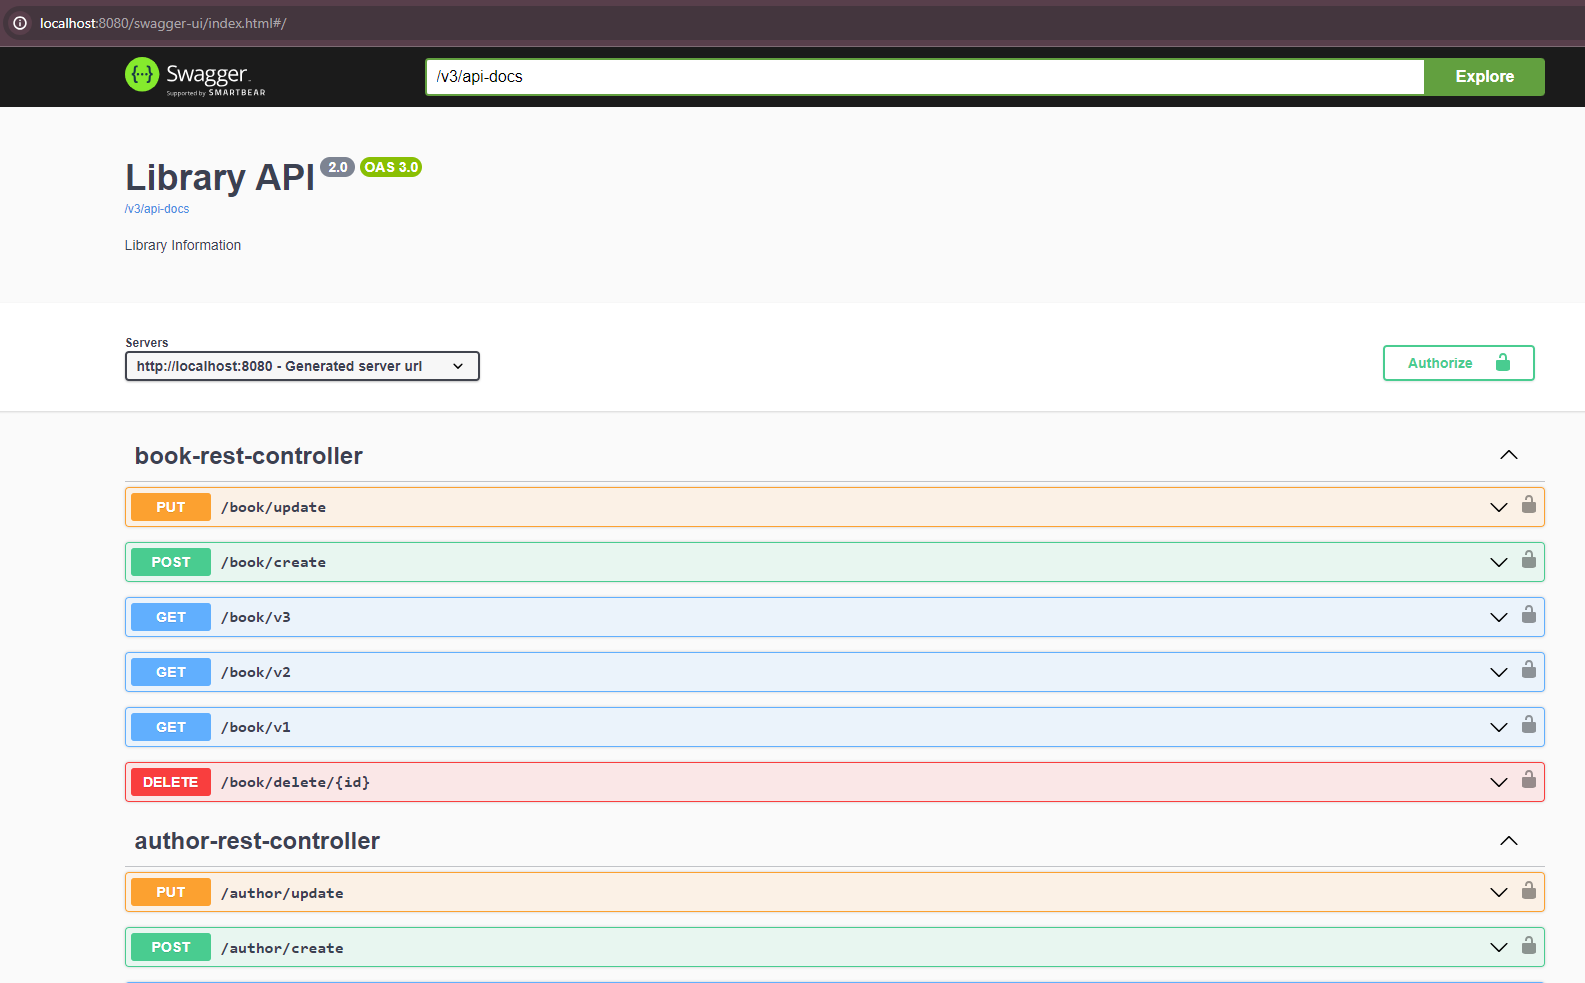 localhost:8080/swagger-ui/index.html#/
{···} Swagger.
Supported by SMARTBEAR
/v3/api-docs
Explore
Library API 2.0 OAS 3.0
/v3/api-docs
Library Information
Servers
http://localhost:8080 - Generated server url
Authorize
book-rest-controller
PUT /book/update
POST /book/create
GET /book/v3
GET /book/v2
GET /book/v1
DELETE /book/delete/{id}
author-rest-controller
PUT /author/update
POST /author/create